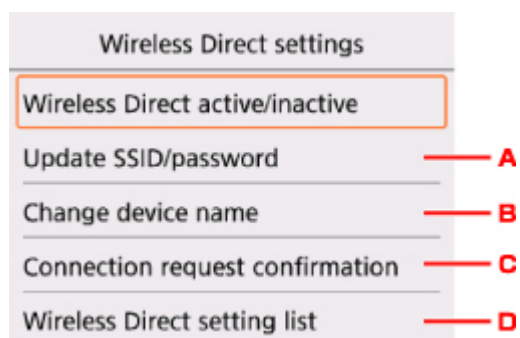 Wireless Direct settings
Wireless Direct active/inactive
Update SSID/password A
Change device name B
Connection request confirmation C
Wireless Direct setting list D